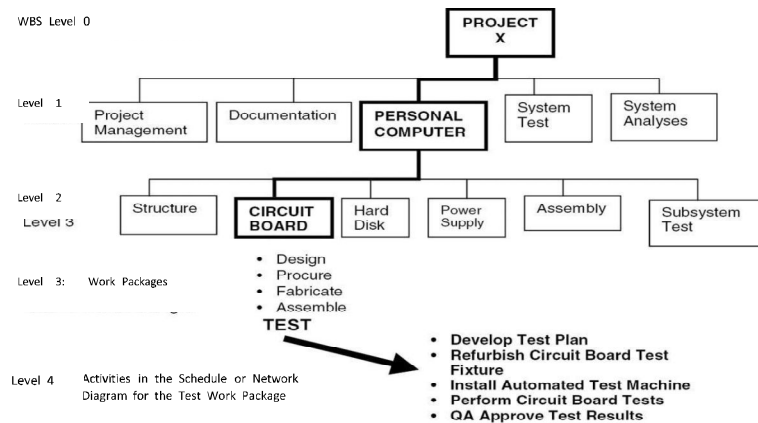 WBS Level 0
PROJECT
X
Level 1
Project
Management
Documentation
PERSONAL
COMPUTER
System
Test
System
Analyses
Level 2
Level 3
Structure
CIRCUIT
BOARD
Hard
Disk
Power
Supply
Assembly
Subsystem
Test
Level 3: Work Packages
• Design
• Procure
• Fabricate
• Assemble
TEST
• Develop Test Plan
• Refurbish Circuit Board Test
Fixture
• Install Automated Test Machine
• Perform Circuit Board Tests
• QA Approve Test Results
Level 4 Activities in the Schedule or Network
Diagram for the Test Work Package